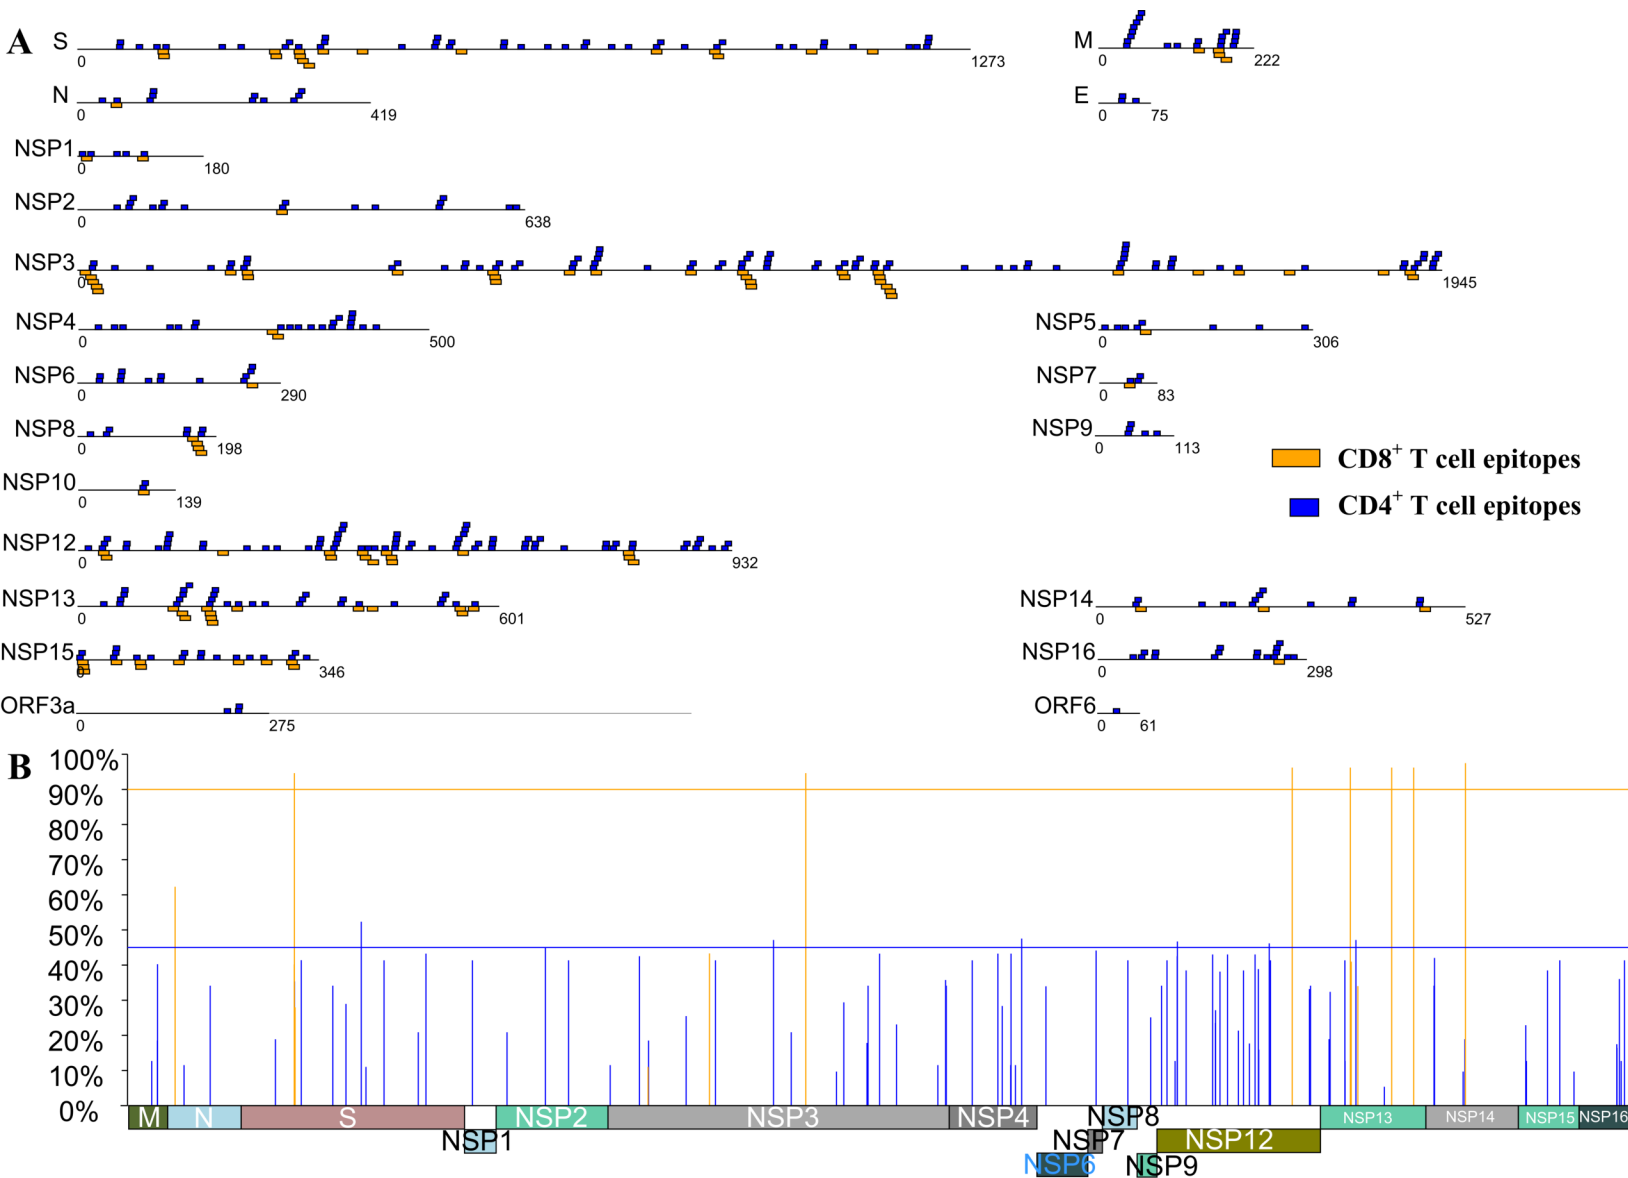 A
S
0
1273
M
0
222
N
0
419
E
0
75
NSP1
0
180
NSP2
0
638
NSP3
0
1945
NSP4
0
500
NSP5
0
306
NSP6
0
290
NSP7
0
83
NSP8
0
198
NSP9
0
113
CD8+ T cell epitopes
CD4+ T cell epitopes
NSP10
0
139
NSP12
0
932
NSP13
0
601
NSP14
0
527
NSP15
0
346
NSP16
0
298
ORF3a
0
275
ORF6
0
61
B
100%
90%
80%
70%
60%
50%
40%
30%
20%
10%
0%
M N S NSP2 NSP3 NSP4 NSP8 NSP13 NSP14 NSP15 NSP16
NSP1 NSP7 NSP12
NSP6 NSP9